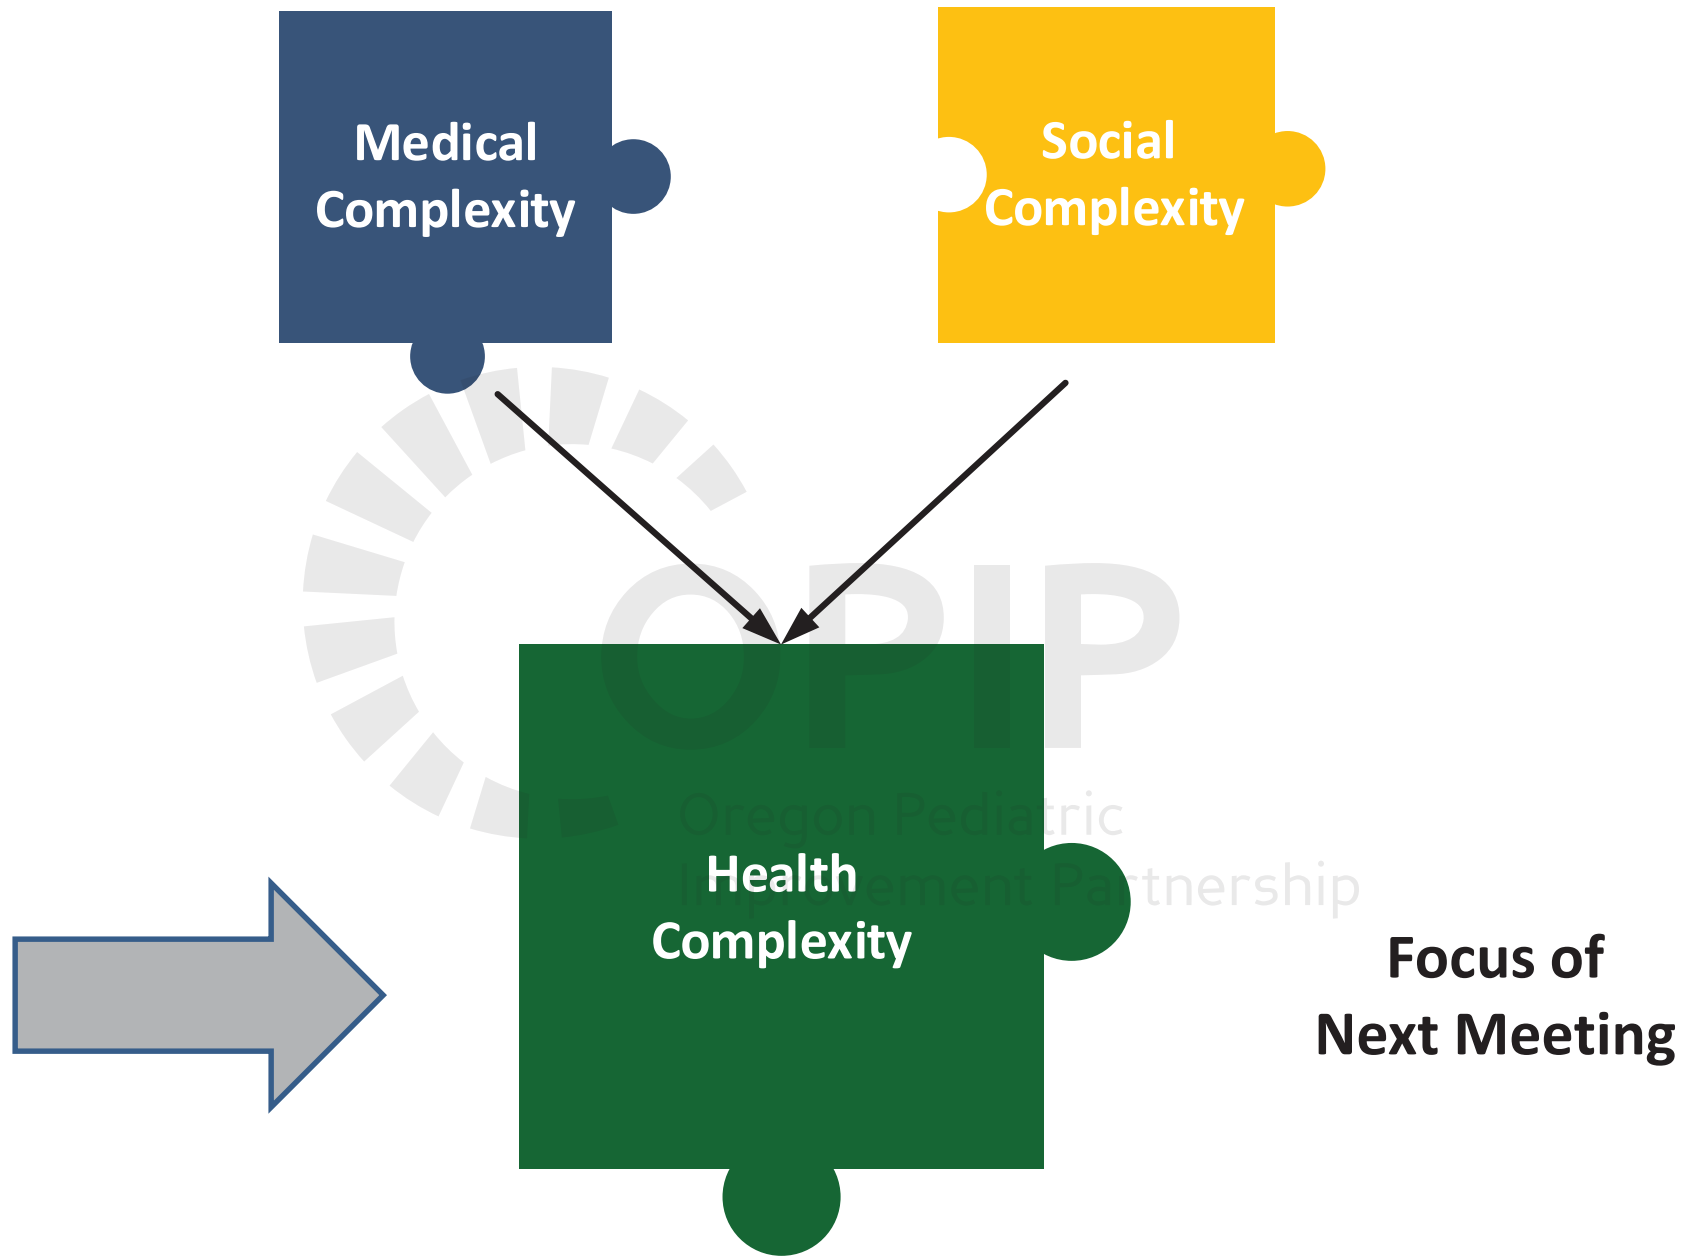 Medical
Complexity
Social
Complexity
OPIP
Oregon Pediatric
Improvement Partnership
Health
Complexity
Focus of
Next Meeting